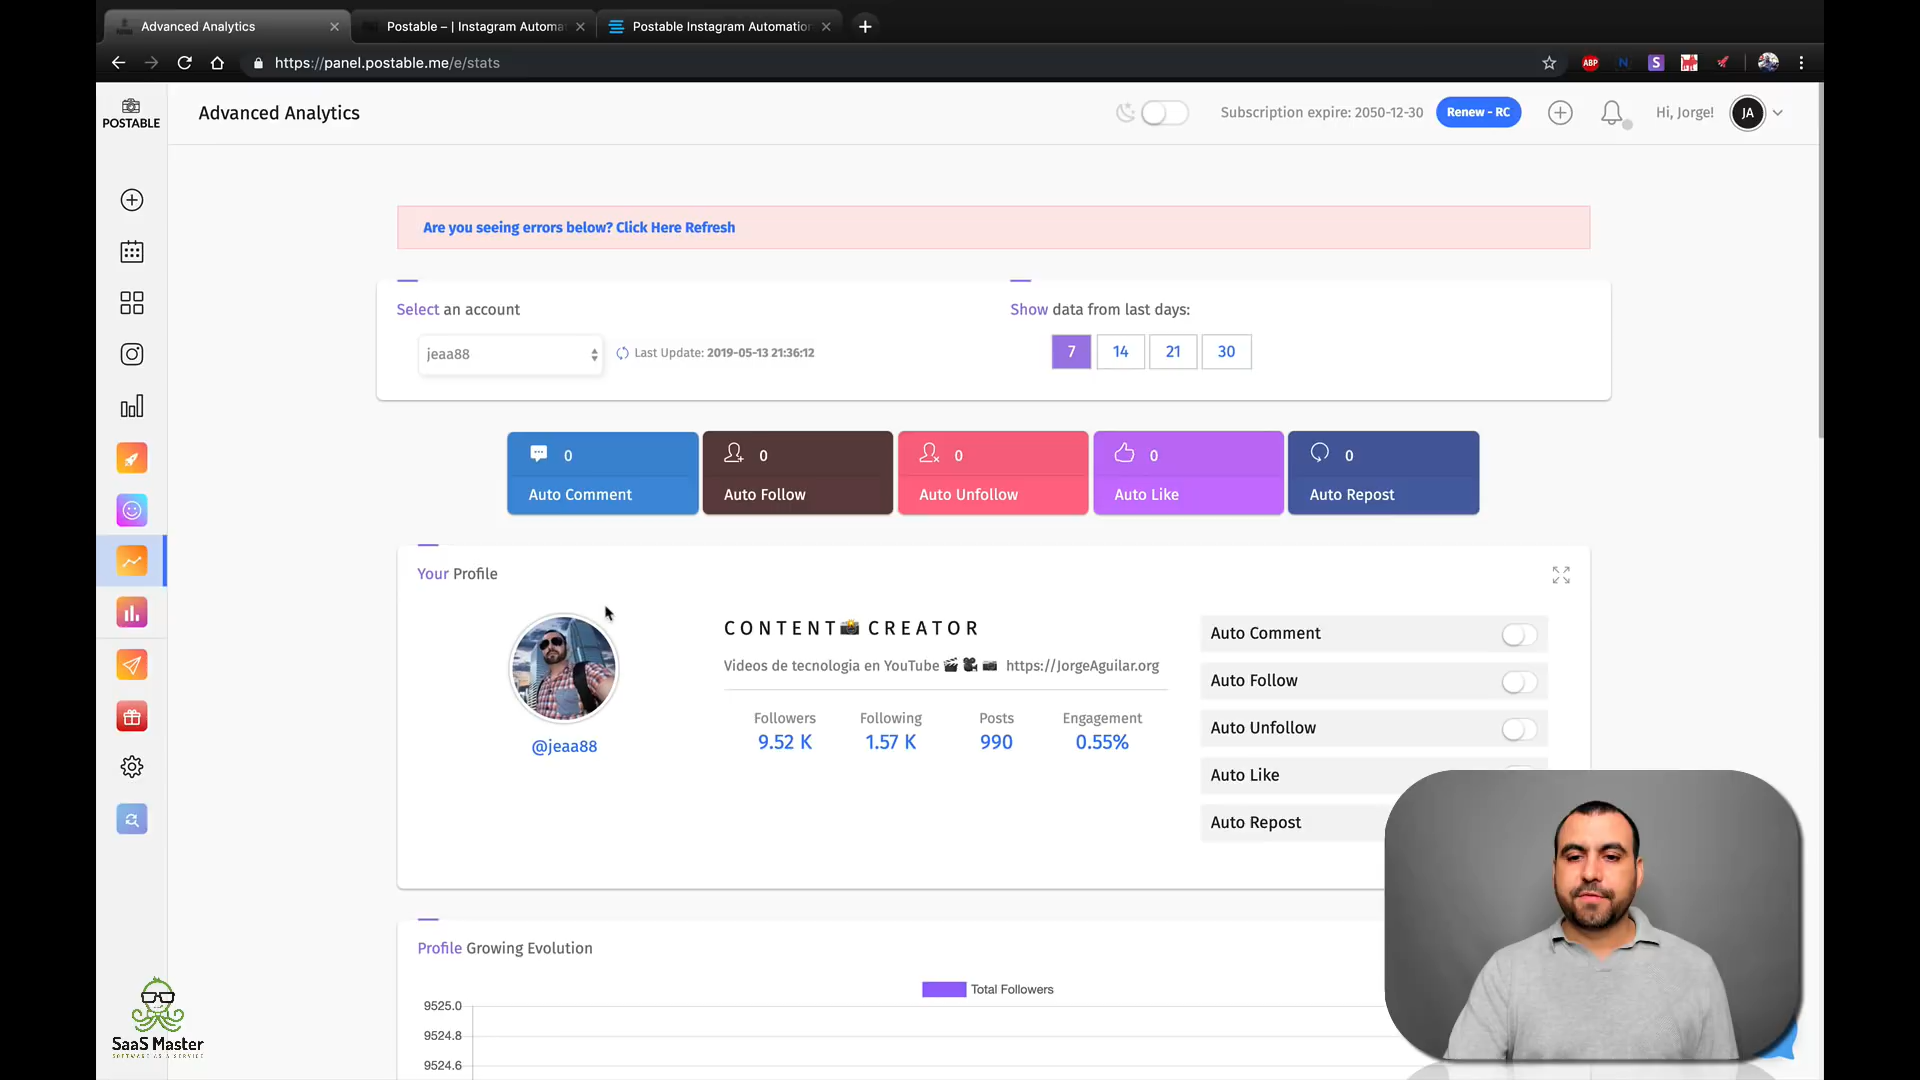 Advanced Analytics
Postable – | Instagram Automa
Postable Instagram Automation
https://panel.postable.me/e/stats
ABP
N
S
POSTABLE
Advanced Analytics
Subscription expire: 2050-12-30
Renew - RC
Hi, Jorge!
JA
Are you seeing errors below? Click Here Refresh
Select an account
Show data from last days:
jeaa88
Last Update: 2019-05-13 21:36:12
7
14
21
30
0
0
0
0
0
Auto Comment
Auto Follow
Auto Unfollow
Auto Like
Auto Repost
Your Profile
CONTENT📸CREATOR
Videos de tecnologia en YouTube 🎬 🎥 📷 https://JorgeAguilar.org
Followers
Following
Posts
Engagement
9.52 K
1.57 K
990
0.55%
@jeaa88
Auto Comment
Auto Follow
Auto Unfollow
Auto Like
Auto Repost
Profile Growing Evolution
Total Followers
9525.0
9524.8
9524.6
SaaS Master
SOFTWARE AS A SERVICE